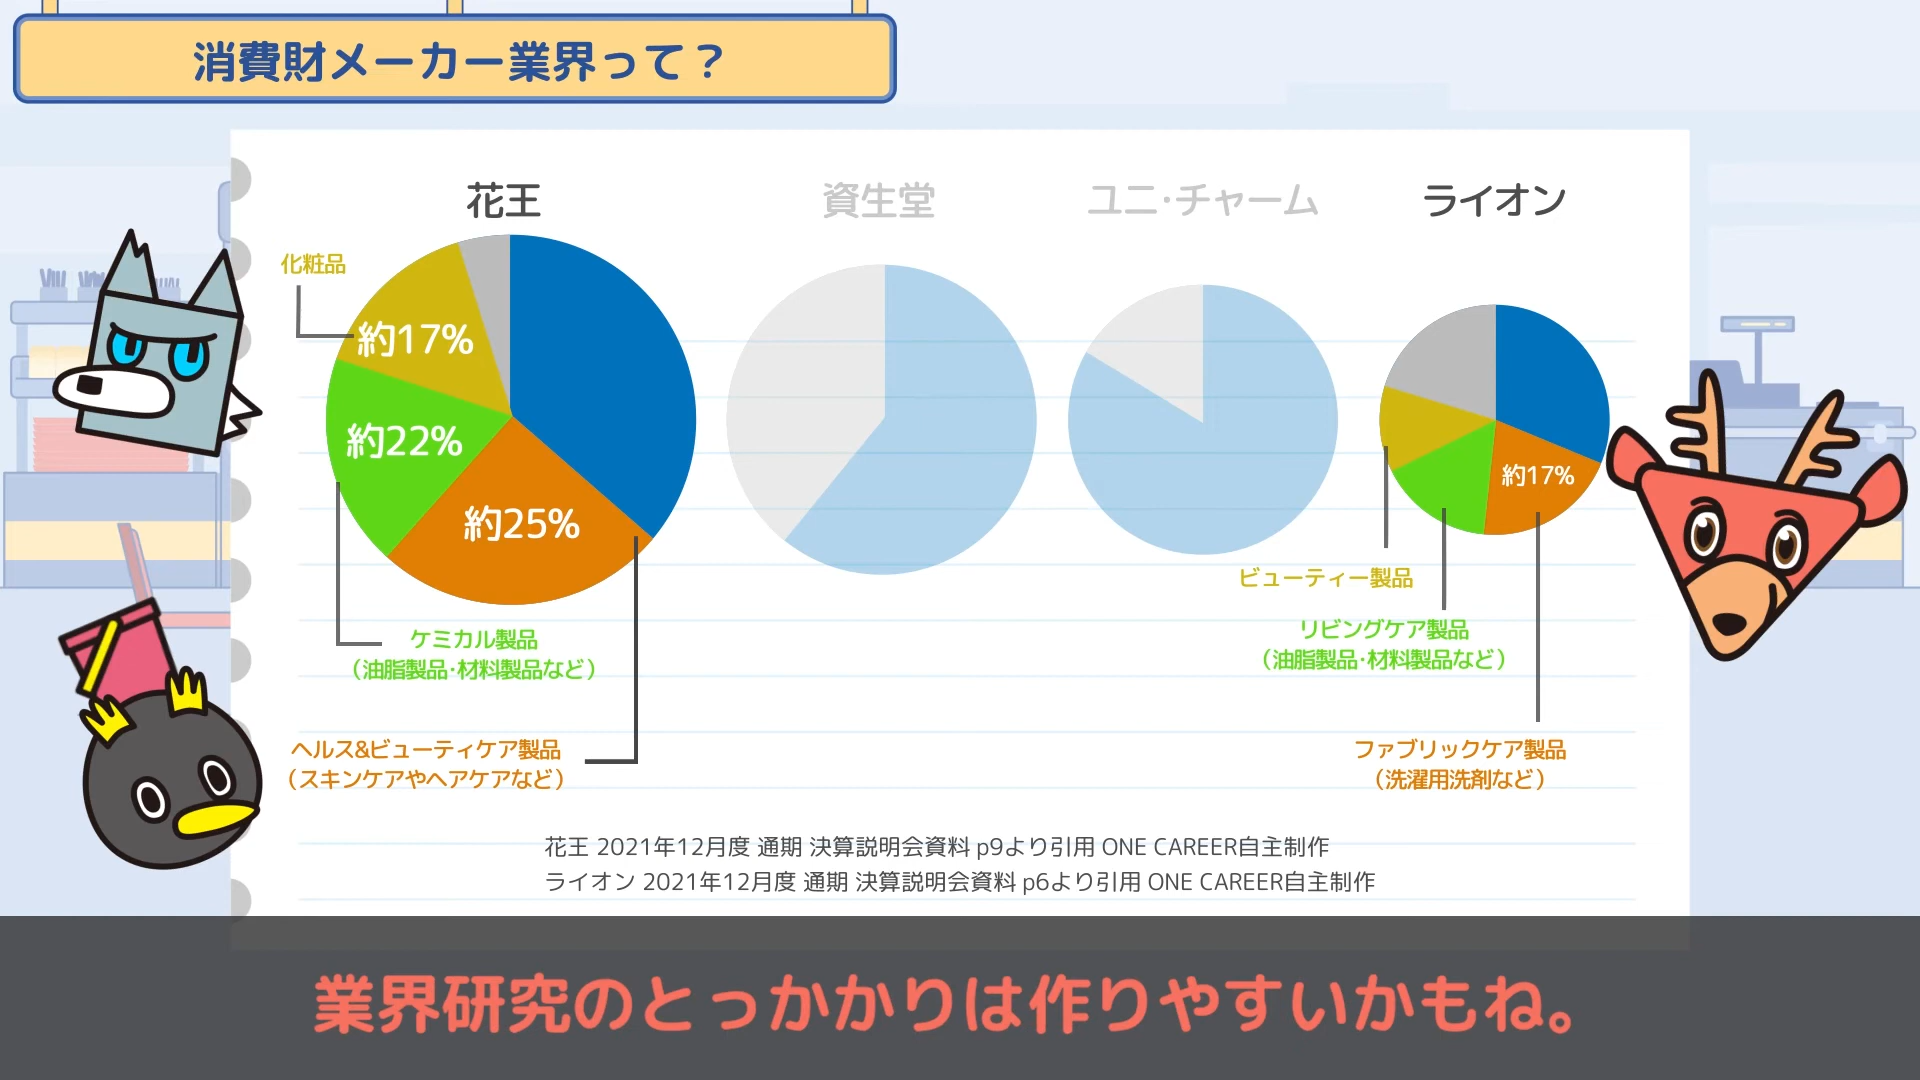 消費財メーカー業界って？
花王
資生堂
ユニ・チャーム
ライオン
化粧品
約17%
約22%
約25%
約17%
ビューティー製品
ケミカル製品
（油脂製品・材料製品など）
リビングケア製品
（油脂製品・材料製品など）
ヘルス&ビューティケア製品
（スキンケアやヘアケアなど）
ファブリックケア製品
（洗濯用洗剤など）
花王 2021年12月度 通期 決算説明会資料 p9より引用 ONE CAREER自主制作
ライオン 2021年12月度 通期 決算説明会資料 p6より引用 ONE CAREER自主制作
業界研究のとっかかりは作りやすいかもね。